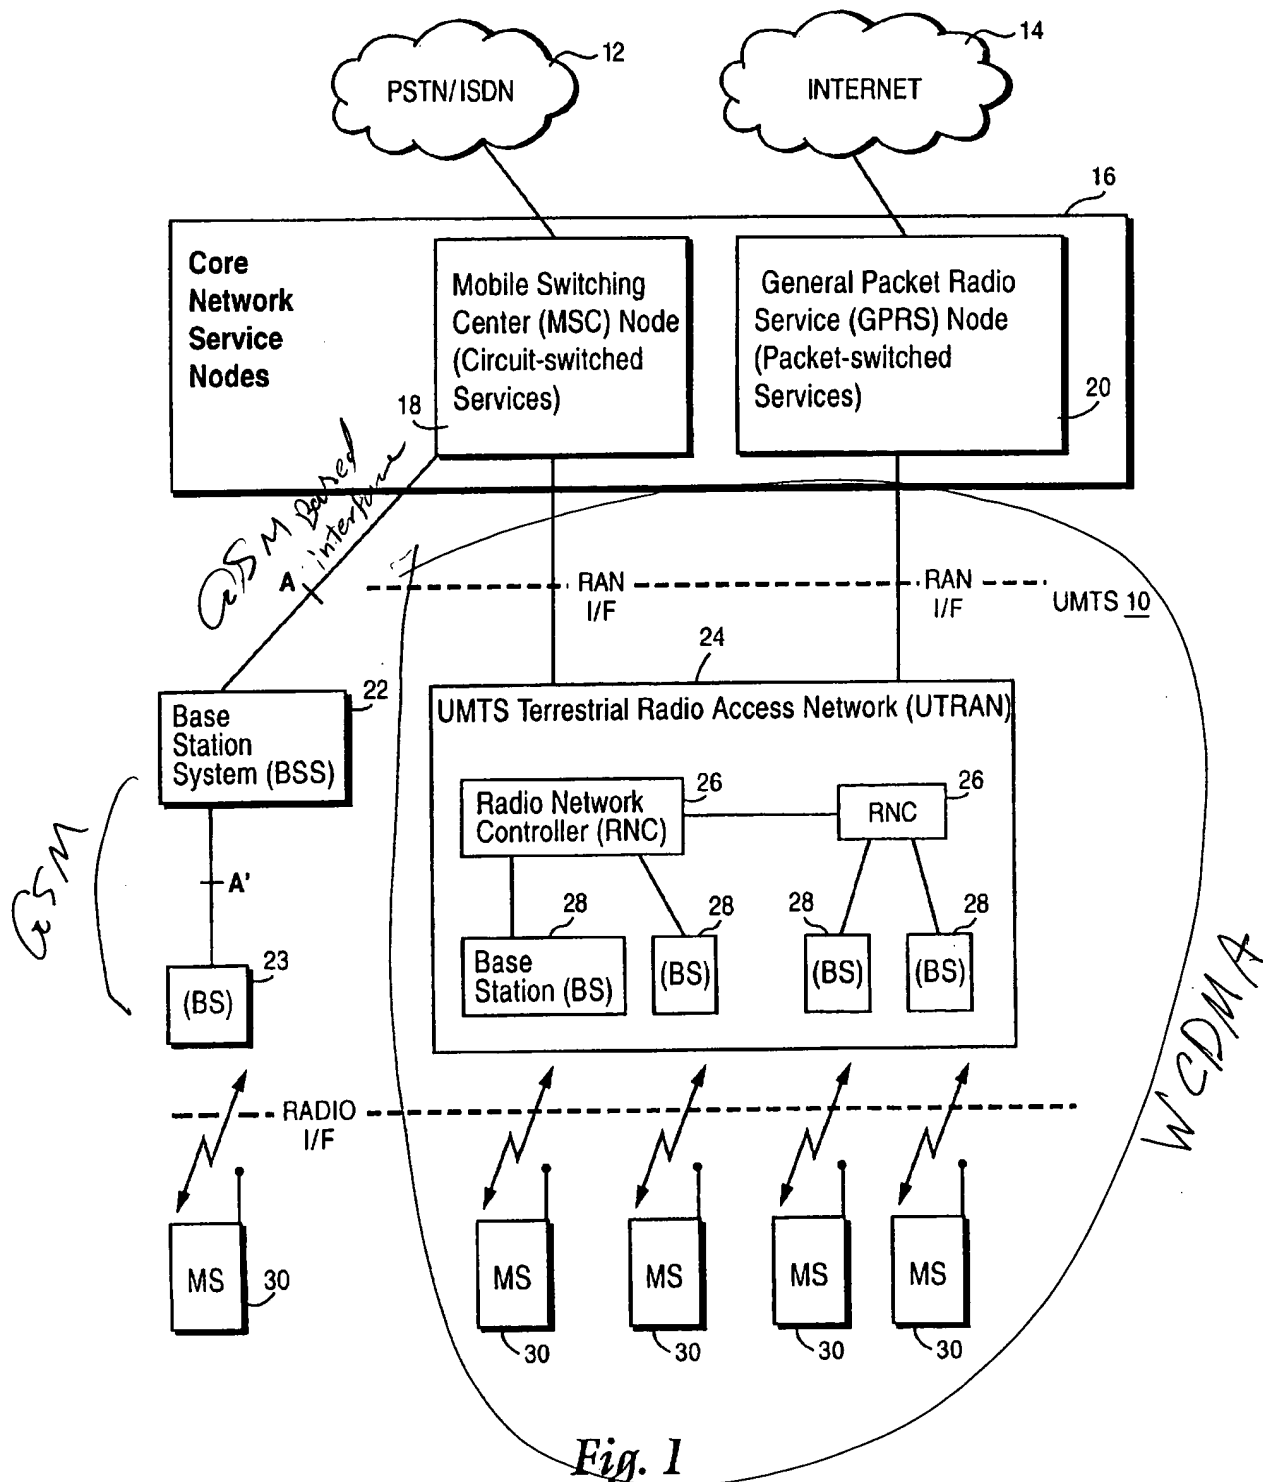 12
14
PSTN/ISDN
INTERNET
16
Core
Network
Service
Nodes
Mobile Switching
Center (MSC) Node
(Circuit-switched
Services)
General Packet Radio
Service (GPRS) Node
(Packet-switched
Services)
18
20
GSM Based
interface
A
RAN
I/F
RAN
I/F
UMTS 10
24
22
Base
Station
System (BSS)
UMTS Terrestrial Radio Access Network (UTRAN)
26
Radio Network
Controller (RNC)
26
RNC
GSM
A'
28
28
28
28
23
(BS)
Base
Station (BS)
(BS)
(BS)
(BS)
WCDMA
RADIO
I/F
MS
30
MS
30
MS
30
MS
30
MS
30
Fig. 1